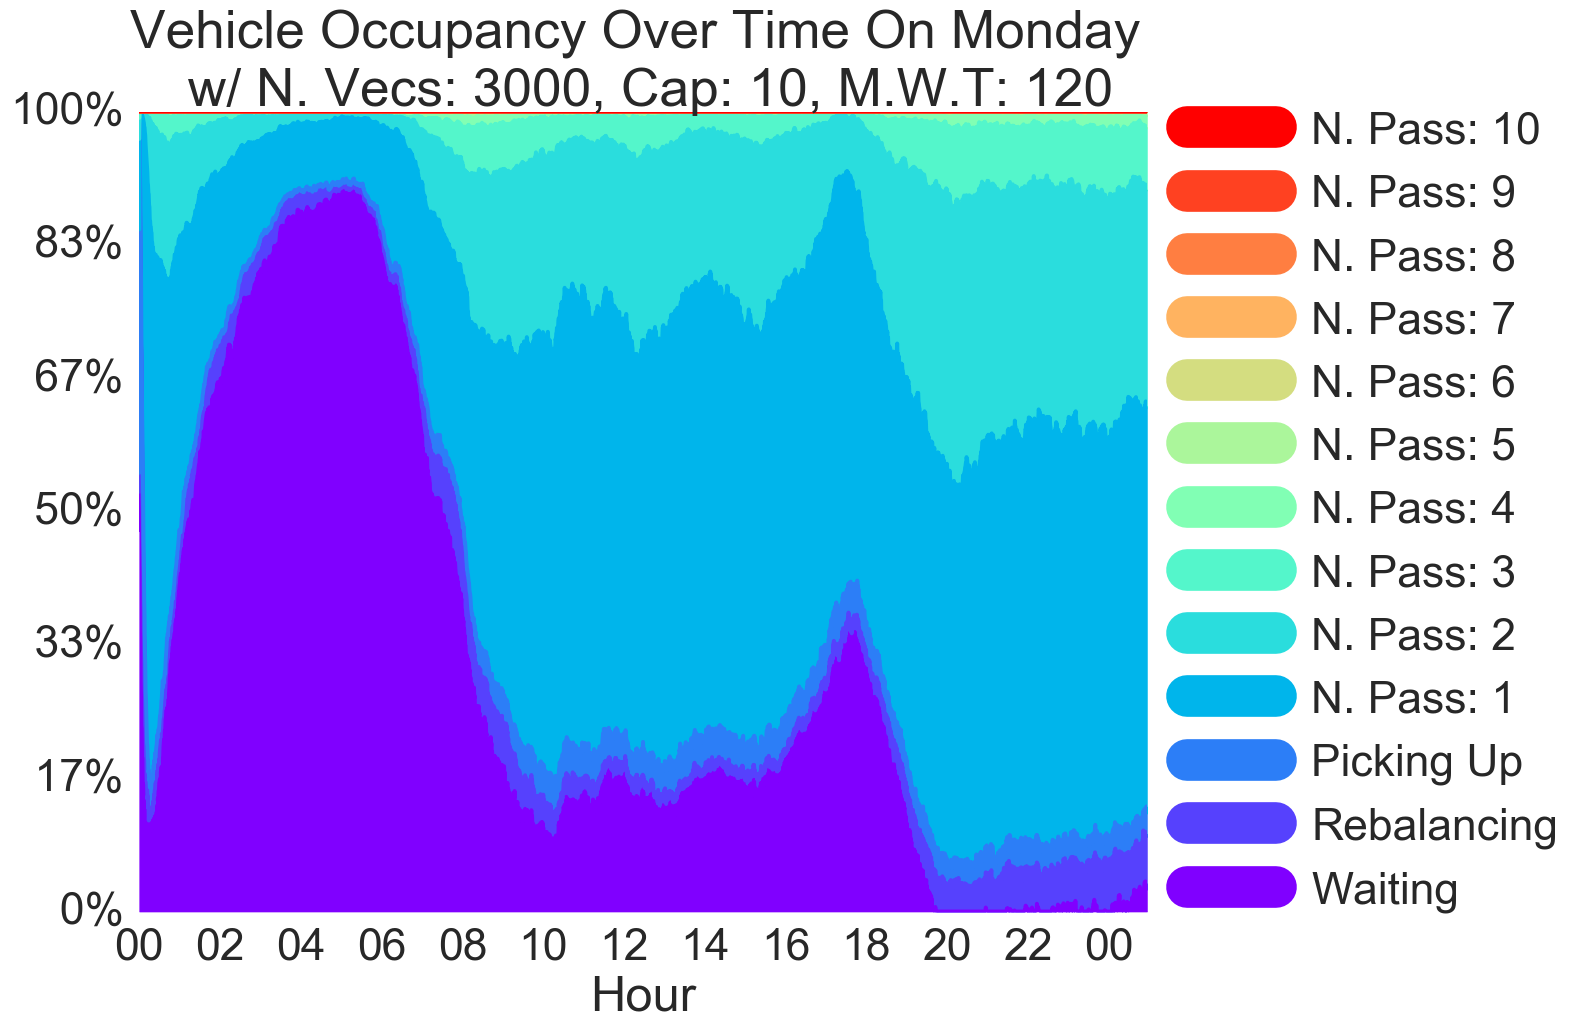 Vehicle Occupancy Over Time On Monday
w/ N. Vecs: 3000, Cap: 10, M.W.T: 120
100%
83%
67%
50%
33%
17%
0%
00 02 04 06 08 10 12 14 16 18 20 22 00
Hour
N. Pass: 10
N. Pass: 9
N. Pass: 8
N. Pass: 7
N. Pass: 6
N. Pass: 5
N. Pass: 4
N. Pass: 3
N. Pass: 2
N. Pass: 1
Picking Up
Rebalancing
Waiting